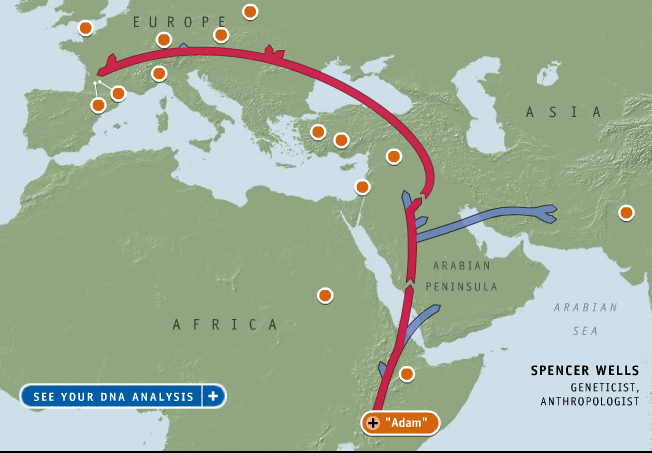 EUROPE
ASIA
ARABIAN
PENINSULA
ARABIAN
SEA
AFRICA
SPENCER WELLS
GENETICIST,
ANTHROPOLOGIST
SEE YOUR DNA ANALYSIS +
+ "Adam"